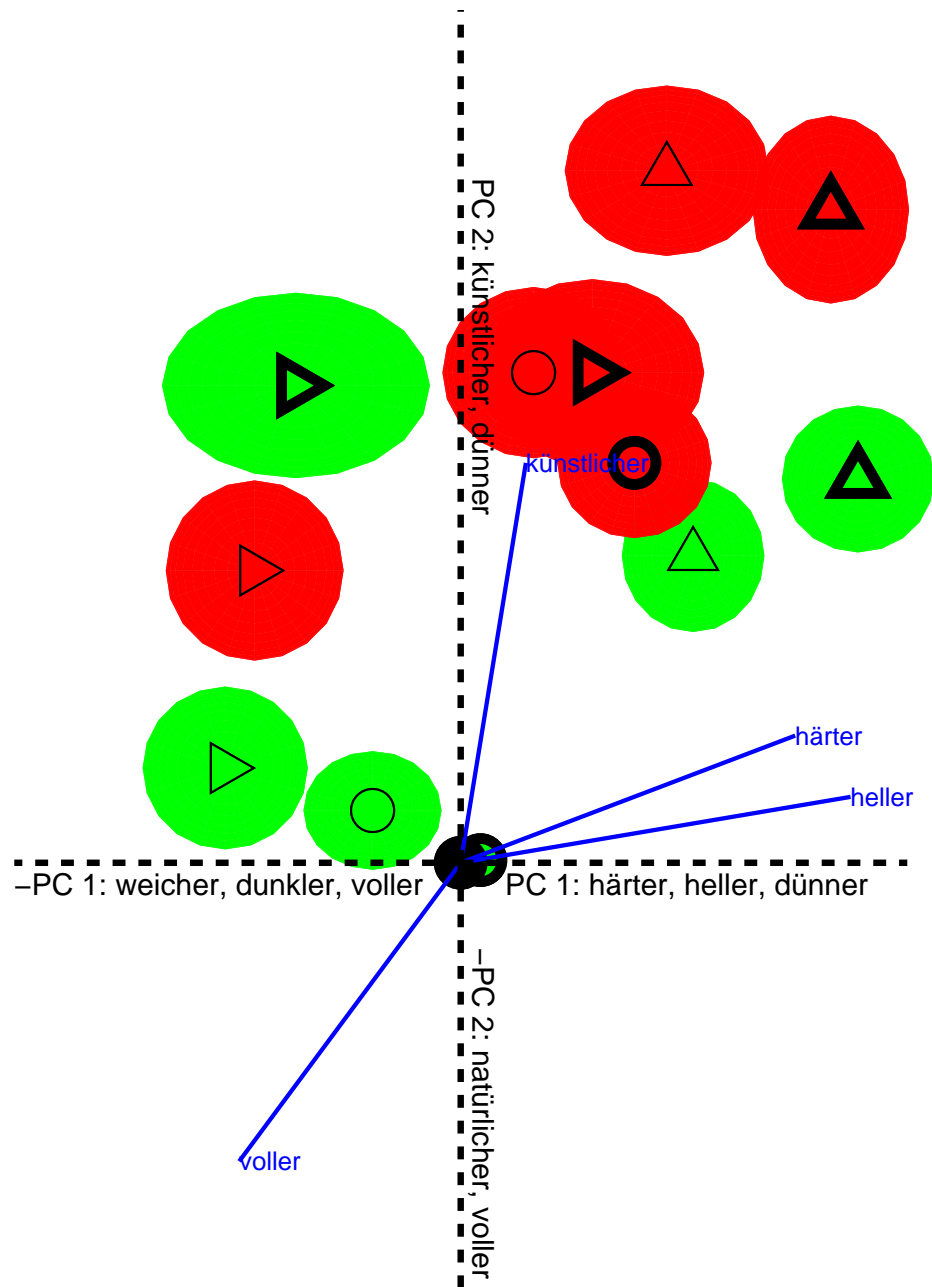 PC 2: künstlicher, dünner
künstlicher
härter
heller
–PC 1: weicher, dunkler, voller
PC 1: härter, heller, dünner
–PC 2: natürlicher, voller
voller